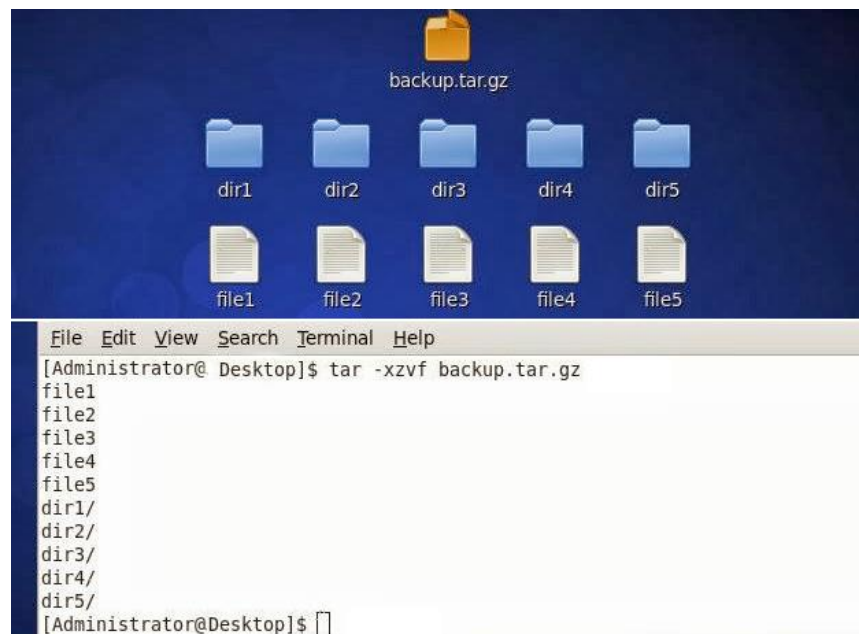 backup.tar.gz
dir1 dir2 dir3 dir4 dir5
file1 file2 file3 file4 file5
File Edit View Search Terminal Help
[Administrator@ Desktop]$ tar -xzvf backup.tar.gz
file1
file2
file3
file4
file5
dir1/
dir2/
dir3/
dir4/
dir5/
[Administrator@Desktop]$